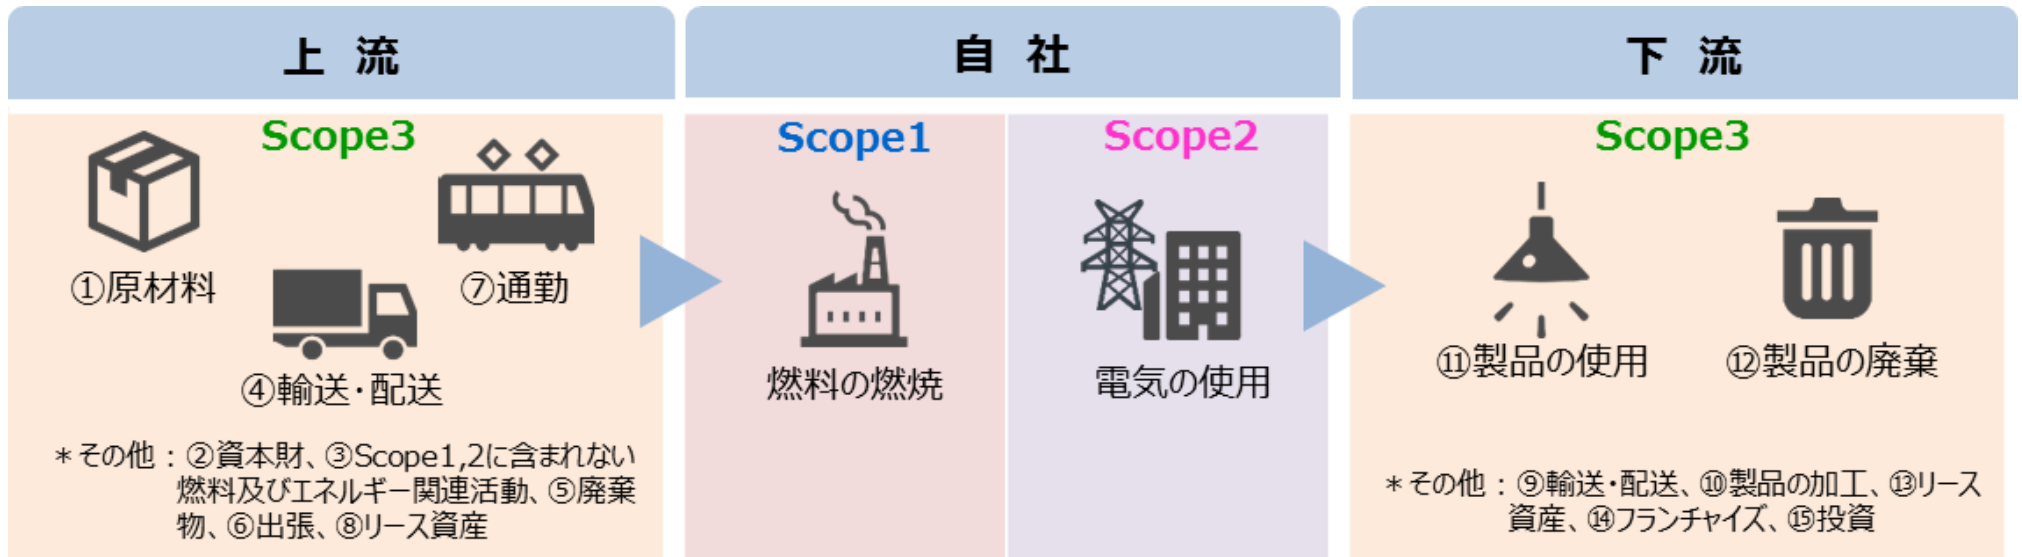 上 流
Scope3
①原材料
⑦通勤
④輸送・配送
＊その他：②資本財、③Scope1,2に含まれない
燃料及びエネルギー関連活動、⑤廃棄
物、⑥出張、⑧リース資産
自 社
Scope1
燃料の燃焼
Scope2
電気の使用
下 流
Scope3
⑪製品の使用
⑫製品の廃棄
＊その他：⑨輸送・配送、⑩製品の加工、⑬リース
資産、⑭フランチャイズ、⑮投資